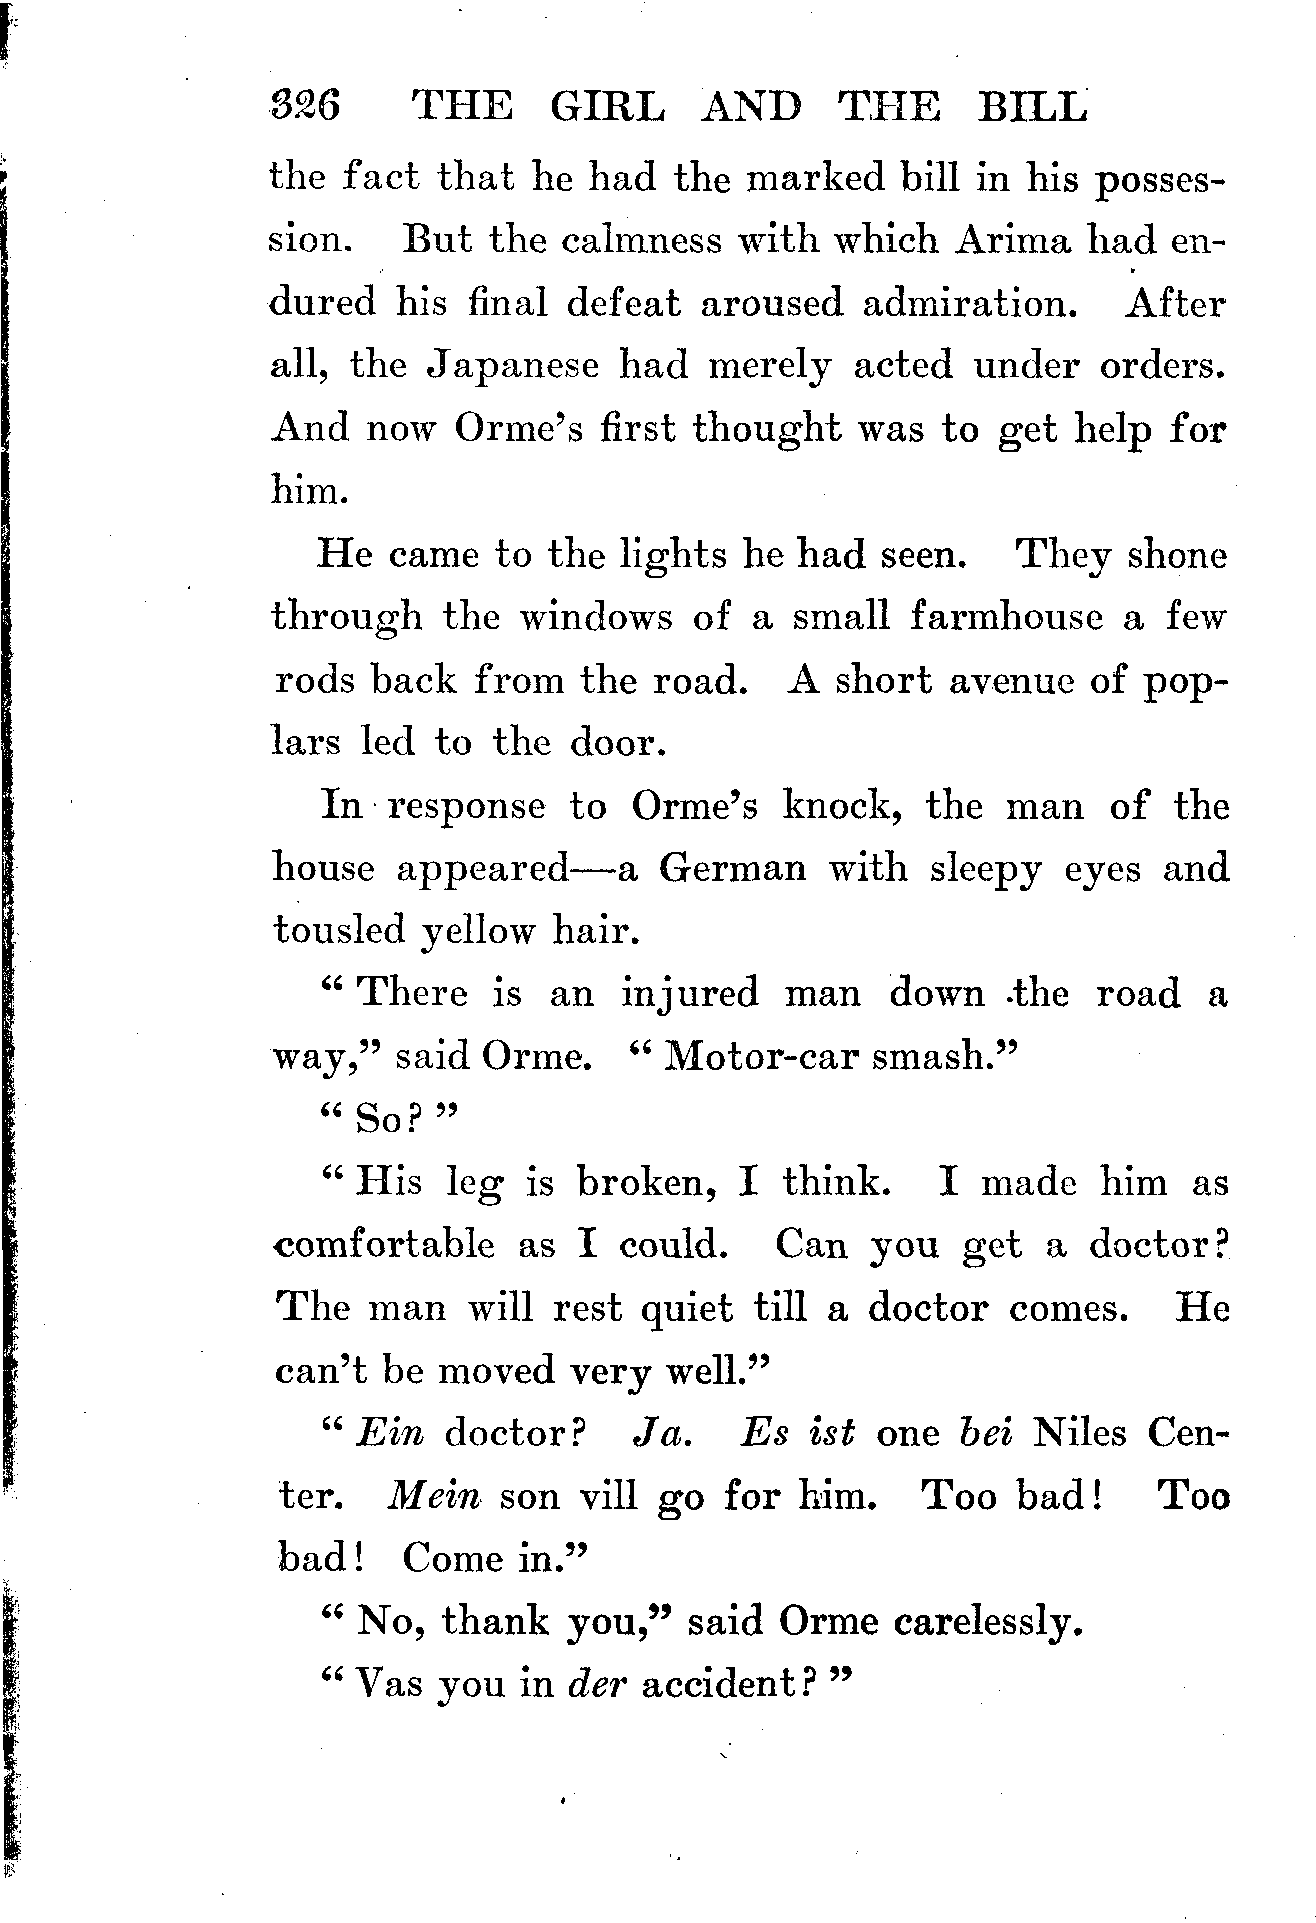 326 THE GIRL AND THE BILL
the fact that he had the marked bill in his posses-
sion. But the calmness with which Arima had en-
dured his final defeat aroused admiration. After
all, the Japanese had merely acted under orders.
And now Orme's first thought was to get help for
him.
He came to the lights he had seen. They shone
through the windows of a small farmhouse a few
rods back from the road. A short avenue of pop-
lars led to the door.
In response to Orme's knock, the man of the
house appeared—a German with sleepy eyes and
tousled yellow hair.
“ There is an injured man down the road a
way,” said Orme. “ Motor-car smash.”
“ So? ”
“ His leg is broken, I think. I made him as
comfortable as I could. Can you get a doctor?
The man will rest quiet till a doctor comes. He
can't be moved very well.”
“ Ein doctor? Ja. Es ist one bei Niles Cen-
ter. Mein son vill go for him. Too bad! Too
bad! Come in.”
“ No, thank you,” said Orme carelessly.
“ Vas you in der accident? ”